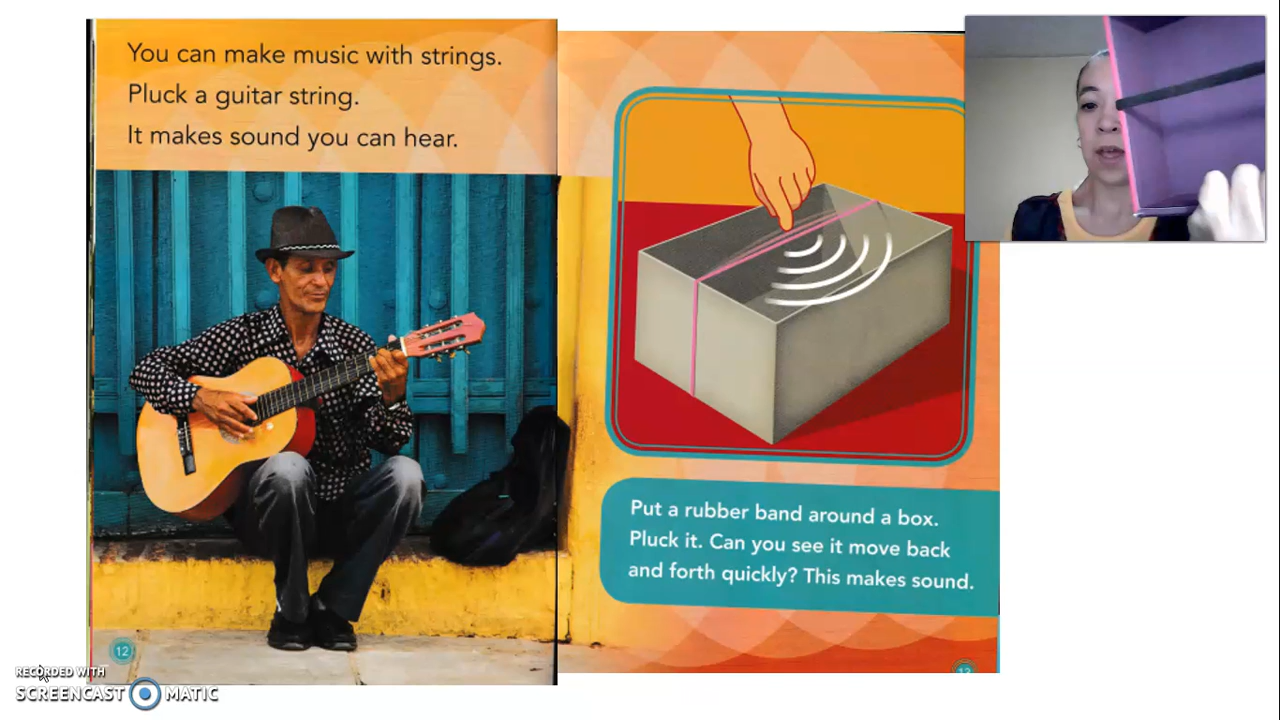 You can make music with strings.
Pluck a guitar string.
It makes sound you can hear.
Put a rubber band around a box.
Pluck it. Can you see it move back
and forth quickly? This makes sound.
12
13
RECORDED WITH
SCREENCAST MATIC